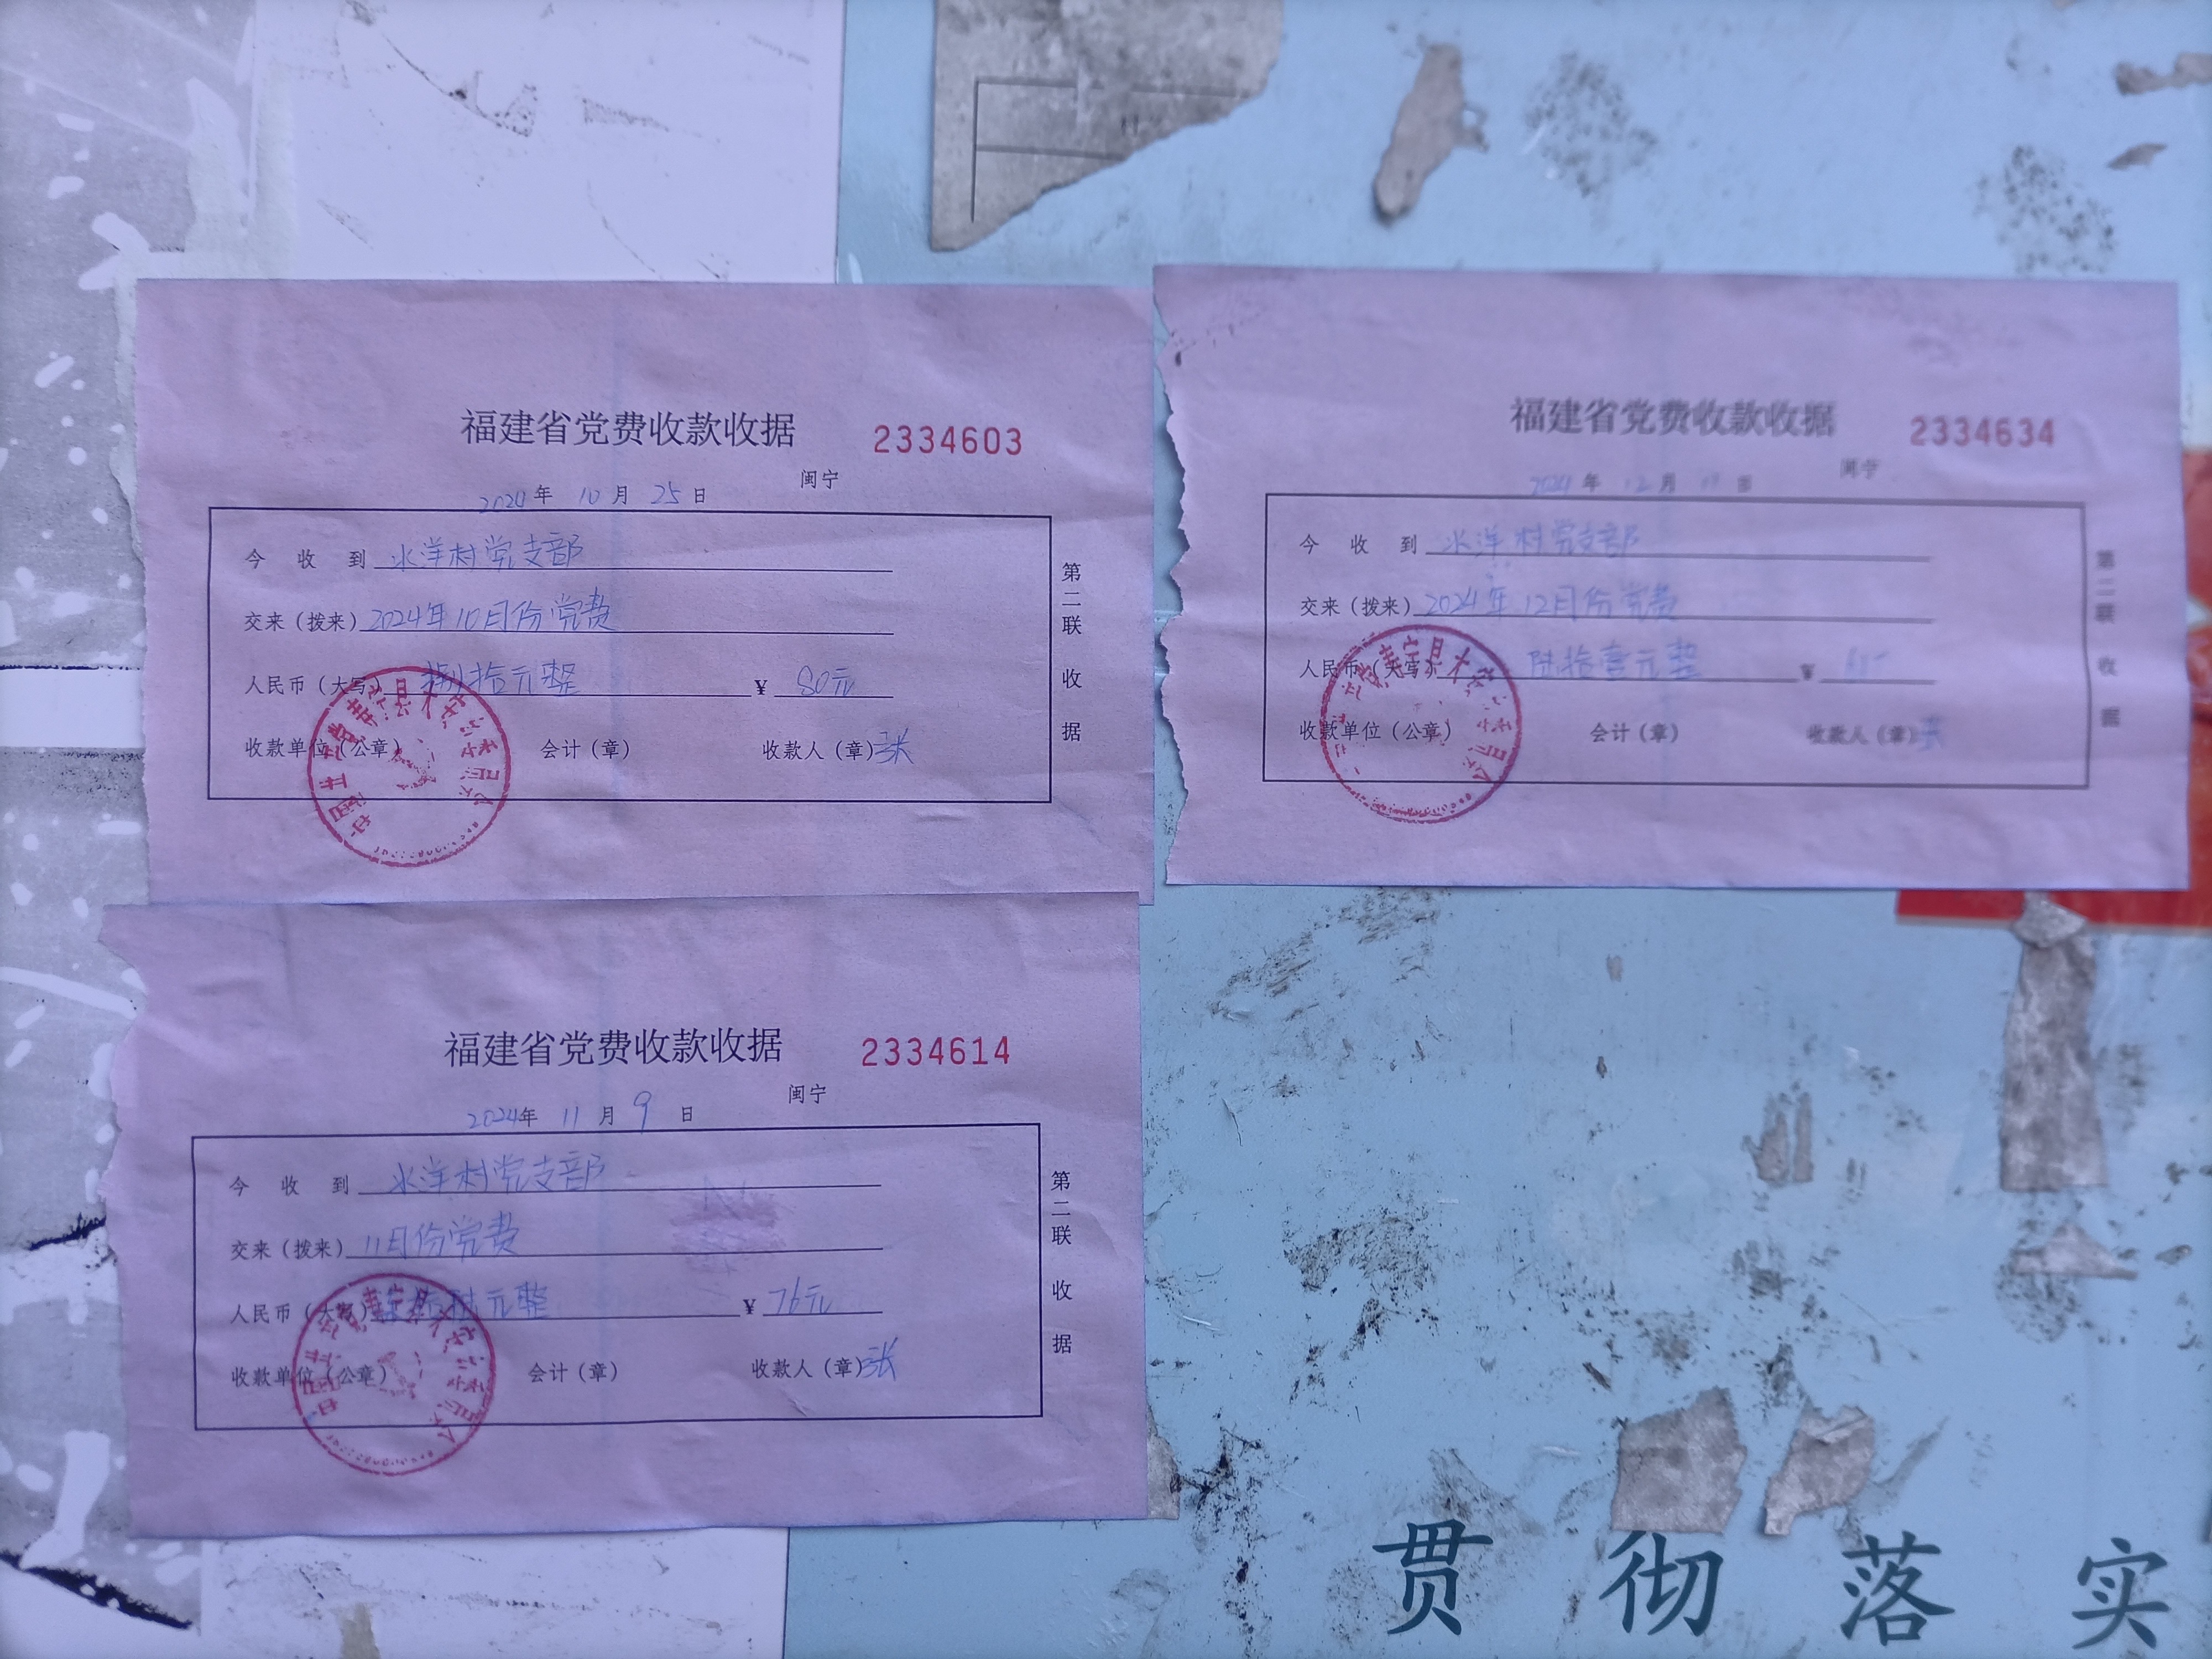 福建省党费收款收据 2334603
2024年 10月 25日 闽宁
今收到 水洋村党支部
交来（拨来）2024年10月份党费
人民币（大写）捌拾元整 ¥ 80元
收款单位（公章） 会计（章） 收款人（章）张
第二联 收据
福建省党费收款收据 2334634
2024年 12月 日 闽宁
今收到 水洋村党支部
交来（拨来）2024年12月份党费
人民币（大写）陆拾壹元整 ¥ 61
收款单位（公章） 会计（章） 收款人（章）张
第二联 收据
福建省党费收款收据 2334614
2024年 11月 9日 闽宁
今收到 水洋村党支部
交来（拨来）11月份党费
人民币（大写）柒拾陆元整 ¥ 76元
收款单位（公章） 会计（章） 收款人（章）张
第二联 收据
贯彻落实